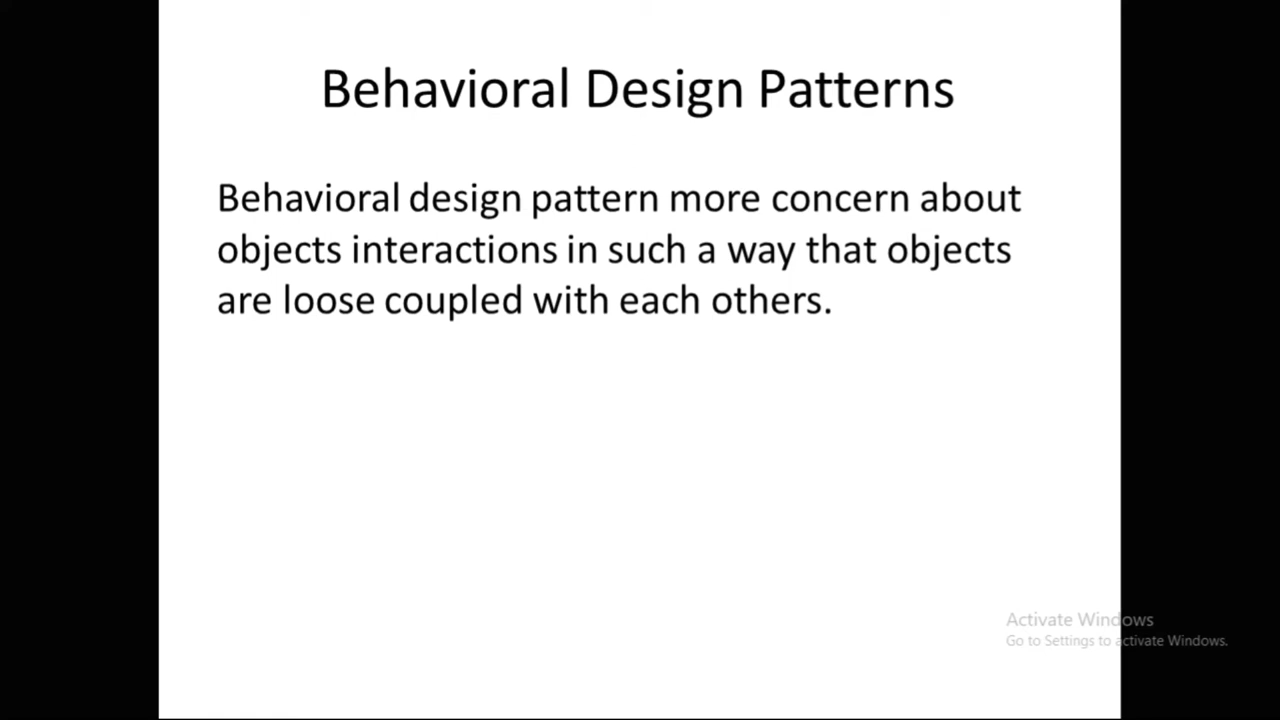 Behavioral Design Patterns
Behavioral design pattern more concern about
objects interactions in such a way that objects
are loose coupled with each others.
Activate Windows
Go to Settings to activate Windows.